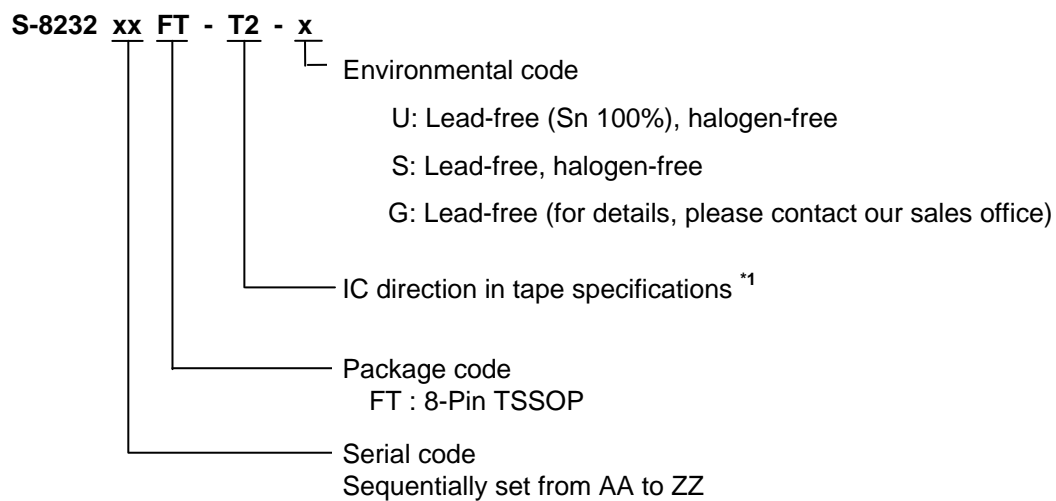 S-8232 xx FT - T2 - x
Environmental code
U: Lead-free (Sn 100%), halogen-free
S: Lead-free, halogen-free
G: Lead-free (for details, please contact our sales office)
IC direction in tape specifications *1
Package code
FT : 8-Pin TSSOP
Serial code
Sequentially set from AA to ZZ